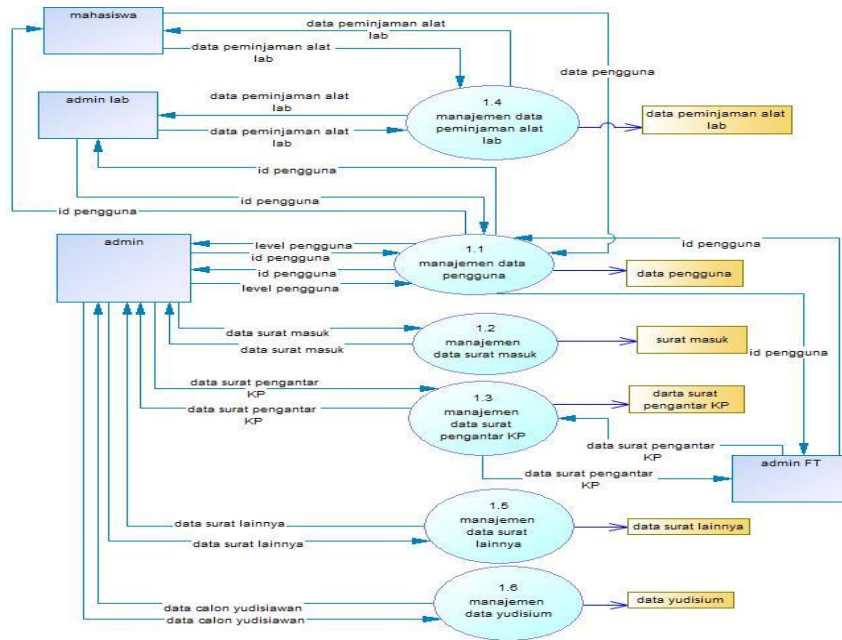 mahasiswa
data peminjaman alat
lab
data peminjaman alat
lab
data pengguna
admin lab
data peminjaman alat
lab
data peminjaman alat
lab
1.4
manajemen data
peminjaman alat
lab
data peminjaman alat
lab
id pengguna
id pengguna
id pengguna
admin
level pengguna
id pengguna
id pengguna
level pengguna
1.1
manajemen data
pengguna
data pengguna
id pengguna
data surat masuk
data surat masuk
1.2
manajemen
data surat masuk
surat masuk
id pengguna
data surat pengantar
KP
data surat pengantar
KP
1.3
manajemen
data surat
pengantar KP
darta surat
pengantar KP
data surat pengantar
KP
data surat pengantar
KP
admin FT
data surat lainnya
data surat lainnya
1.5
manajemen
data surat
lainnya
data surat lainnya
data calon yudisiawan
data calon yudisiawan
1.6
manajemen
data yudisium
data yudisium